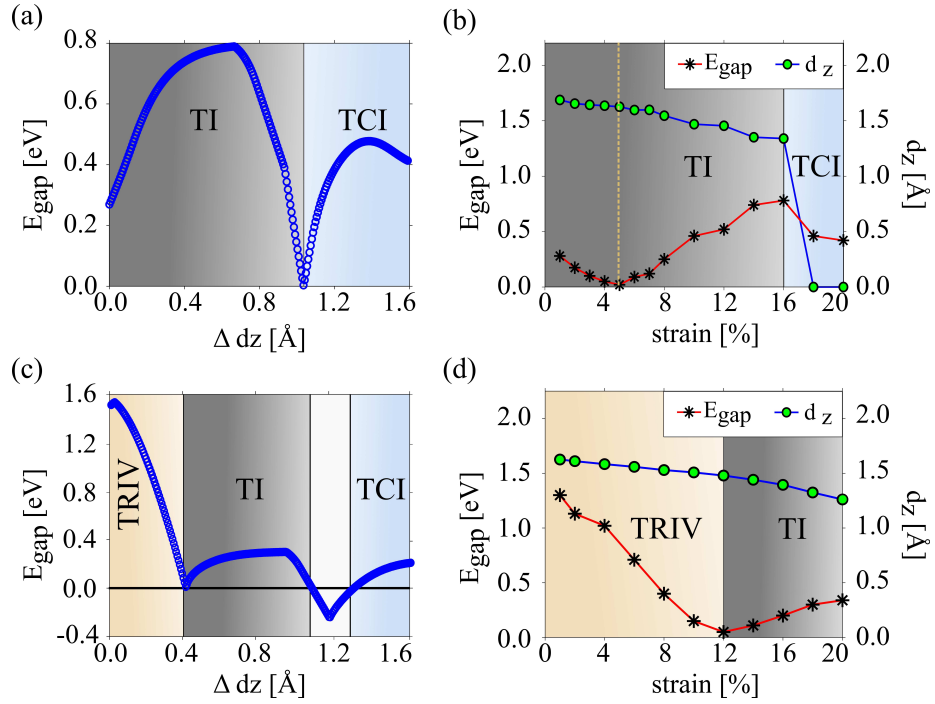 (a)
0.8
0.6
0.4
0.2
0.0
E_gap [eV]
TI
TCI
0.0 0.4 0.8 1.2 1.6
Δ dz [Å]
(b)
2.0
1.5
1.0
0.5
0.0
E_gap [eV]
E_gap d_z
TI
TCI
2.0
1.5
1.0
0.5
0.0
dz [Å]
0 4 8 12 16 20
strain [%]
(c)
1.6
1.2
0.8
0.4
0.0
-0.4
E_gap [eV]
TRIV
TI
TCI
0.0 0.4 0.8 1.2 1.6
Δ dz [Å]
(d)
2.0
1.5
1.0
0.5
0.0
E_gap [eV]
E_gap d_z
TRIV
TI
2.0
1.5
1.0
0.5
0.0
dz [Å]
0 4 8 12 16 20
strain [%]